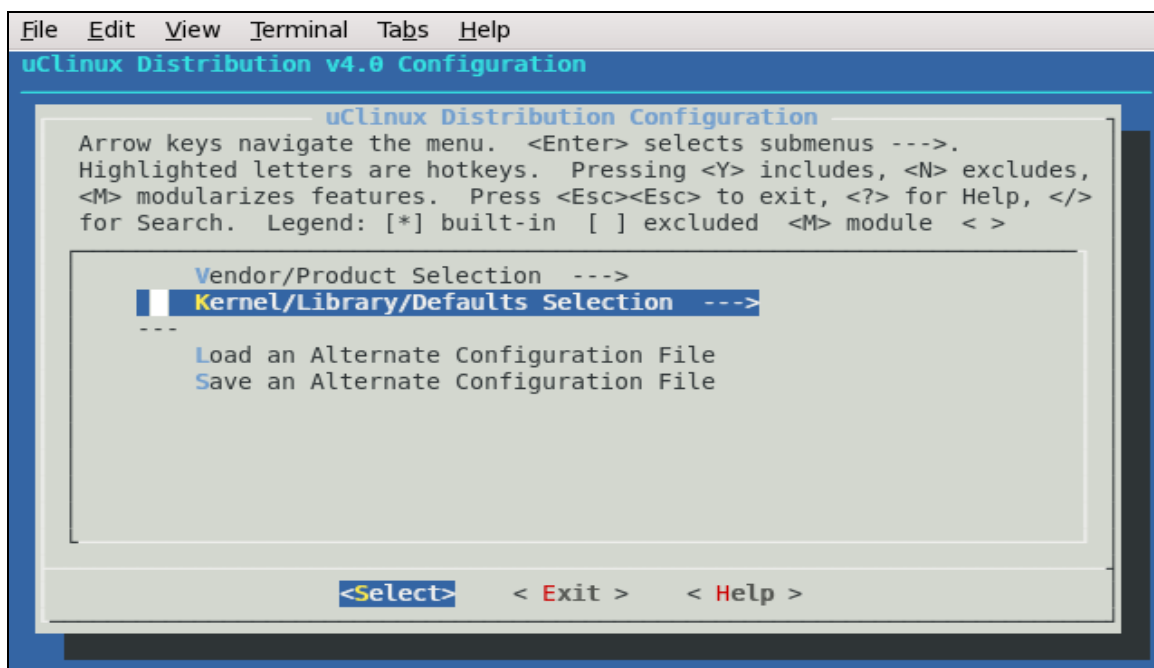 File Edit View Terminal Tabs Help
uClinux Distribution v4.0 Configuration
uClinux Distribution Configuration
Arrow keys navigate the menu. <Enter> selects submenus --->.
Highlighted letters are hotkeys. Pressing <Y> includes, <N> excludes,
<M> modularizes features. Press <Esc><Esc> to exit, <?> for Help, </>
for Search. Legend: [*] built-in [ ] excluded <M> module < >
Vendor/Product Selection --->
Kernel/Library/Defaults Selection --->
---
Load an Alternate Configuration File
Save an Alternate Configuration File
<Select> < Exit > < Help >